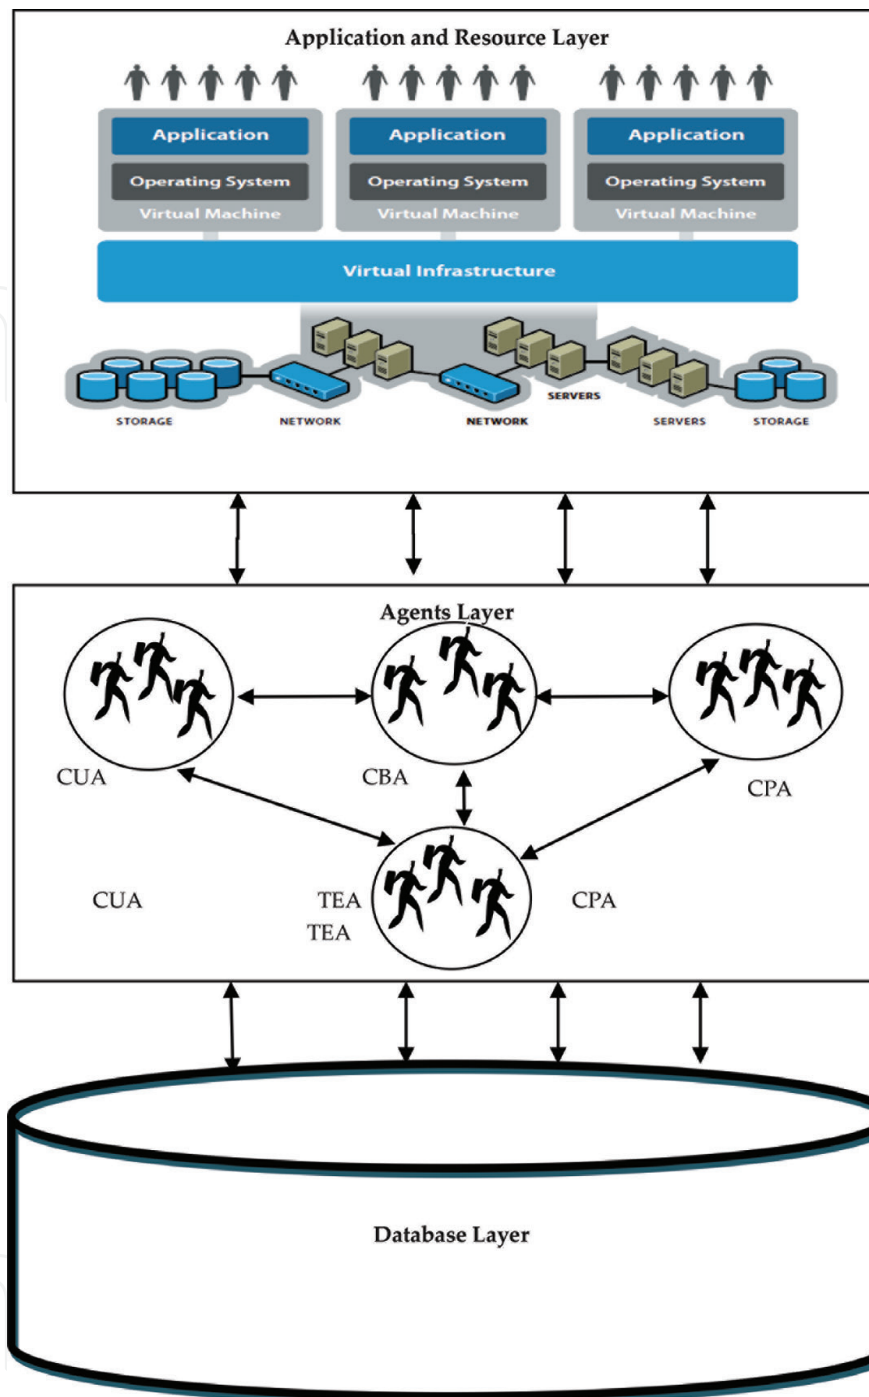 Application and Resource Layer
Application
Application
Application
Operating System
Operating System
Operating System
Virtual Machine
Virtual Machine
Virtual Machine
Virtual Infrastructure
SERVERS
STORAGE
NETWORK
NETWORK
SERVERS
STORAGE
Agents Layer
CUA
CBA
CPA
CUA
TEA
CPA
TEA
Database Layer